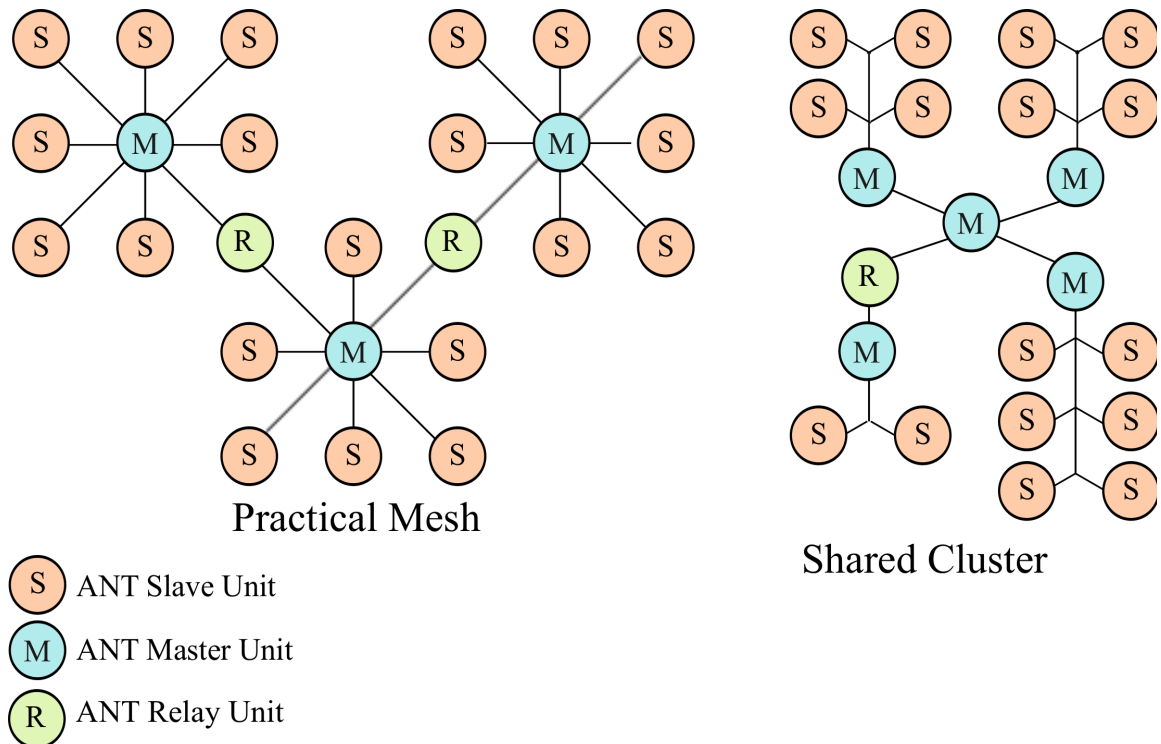 S S S S S S S S S S
S S S S S M S S M S
M M
M
S S R S R S S
R M
S M S M S S
S S
S S
S S S
S S
Practical Mesh
Shared Cluster
S ANT Slave Unit
M ANT Master Unit
R ANT Relay Unit